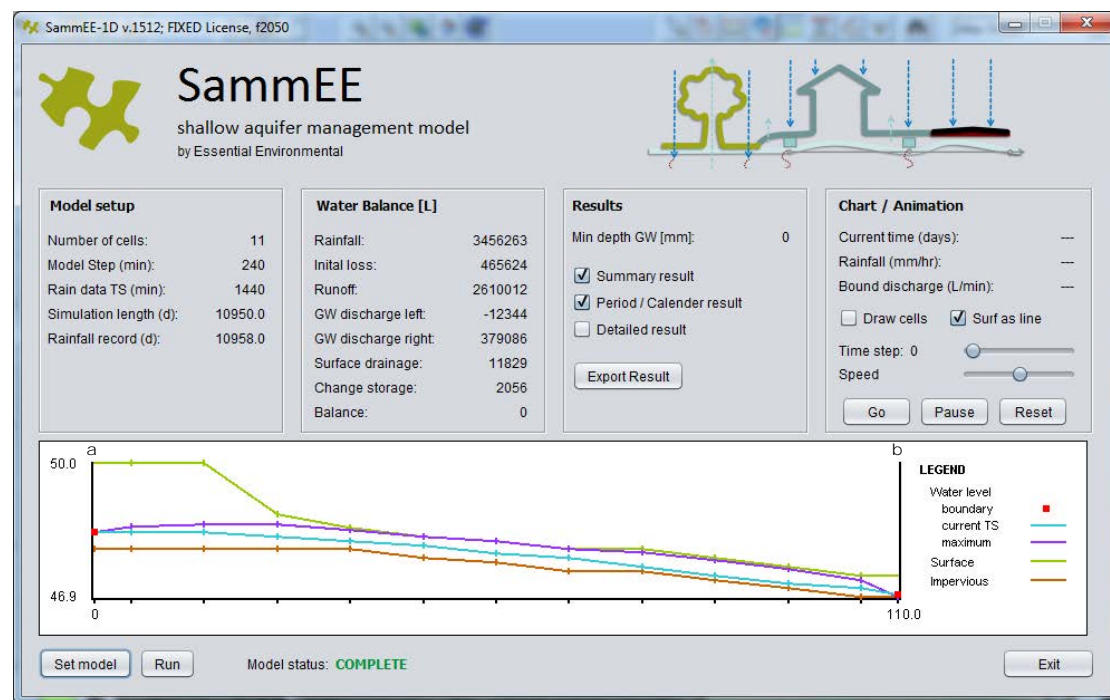 SammEE-1D v.1512; FIXED License, f2050
SammEE
shallow aquifer management model
by Essential Environmental
Model setup
Number of cells: 11
Model Step (min): 240
Rain data TS (min): 1440
Simulation length (d): 10950.0
Rainfall record (d): 10958.0
Water Balance [L]
Rainfall: 3456263
Inital loss: 465624
Runoff: 2610012
GW discharge left: -12344
GW discharge right: 379086
Surface drainage: 11829
Change storage: 2056
Balance: 0
Results
Min depth GW [mm]: 0
Summary result
Period / Calender result
Detailed result
Export Result
Chart / Animation
Current time (days): ---
Rainfall (mm/hr): ---
Bound discharge (L/min): ---
Draw cells Surf as line
Time step: 0
Speed
Go Pause Reset
a b
50.0
46.9
0 110.0
LEGEND
Water level
boundary
current TS
maximum
Surface
Impervious
Set model Run Model status: COMPLETE Exit